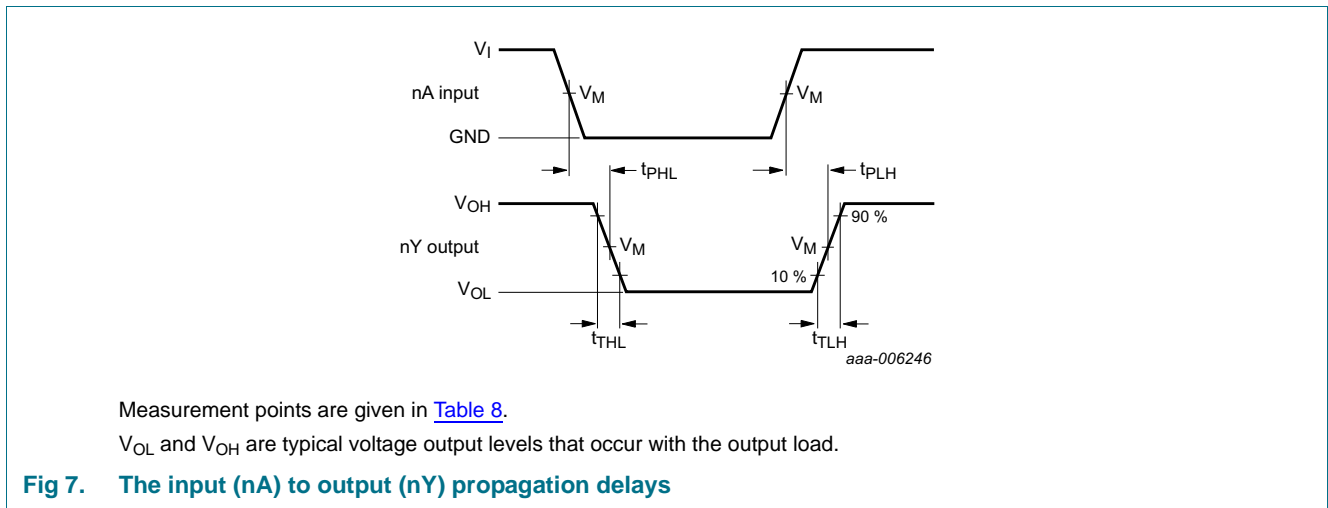 VI
nA input
VM
VM
GND
tPHL
tPLH
VOH
90 %
nY output
VM
VM
10 %
VOL
tTHL
tTLH
aaa-006246
Measurement points are given in Table 8.
VOL and VOH are typical voltage output levels that occur with the output load.
Fig 7. The input (nA) to output (nY) propagation delays